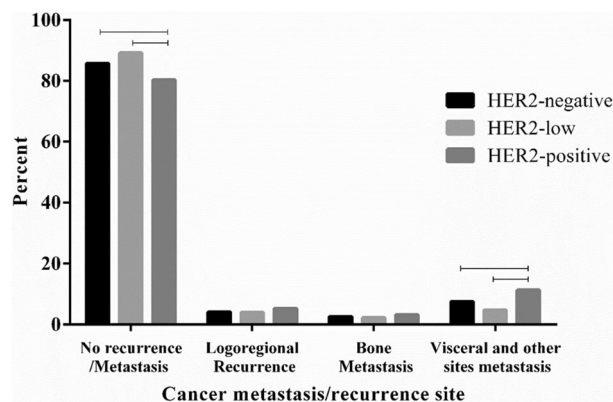 100
80
60
40
20
0
Percent
HER2-negative
HER2-low
HER2-positive
No recurrence
/Metastasis
Logoregional
Recurrence
Bone
Metastasis
Visceral and other
sites metastasis
Cancer metastasis/recurrence site